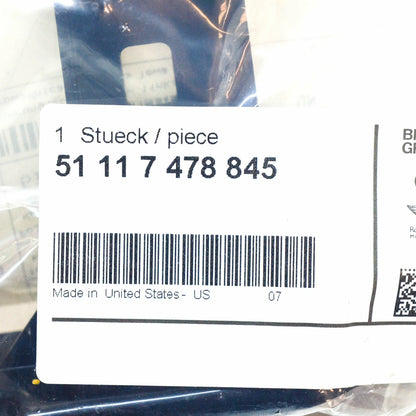 1 Stueck / piece
51 11 7 478 845
Made in United States - US 07